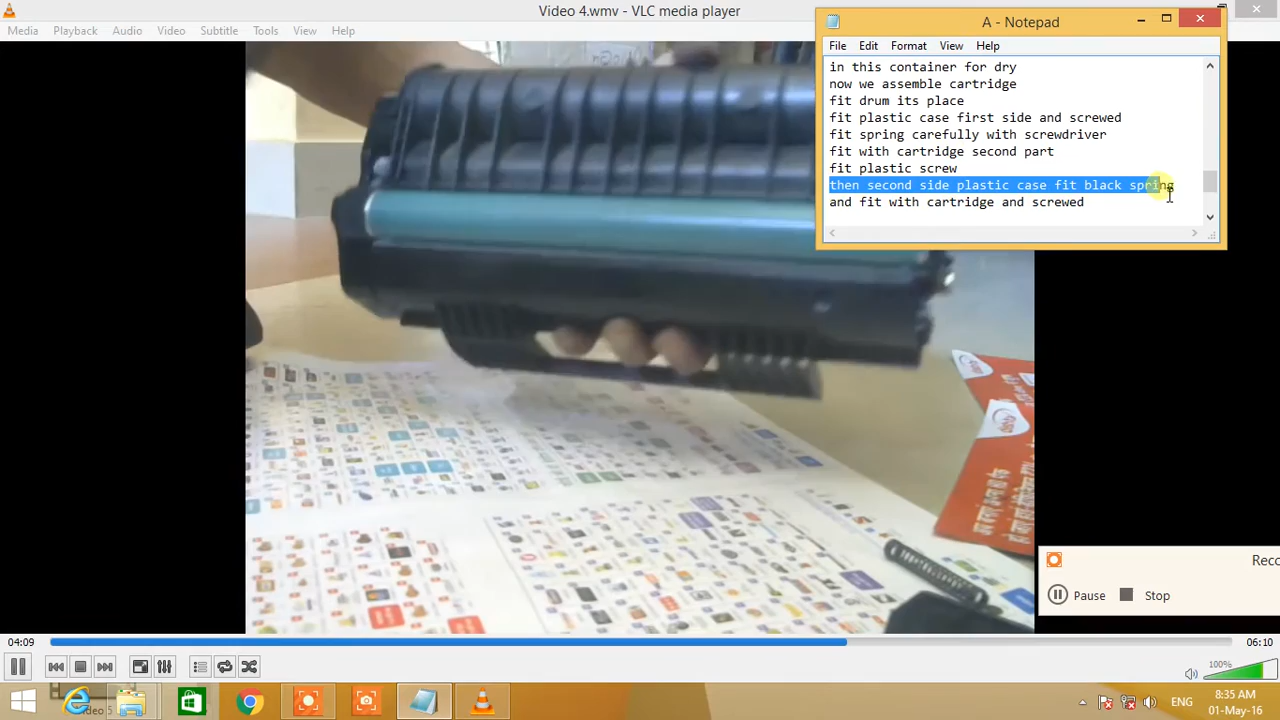 Video 4.wmv - VLC media player
Media Playback Audio Video Subtitle Tools View Help
A - Notepad
File Edit Format View Help
in this container for dry
now we assemble cartridge
fit drum its place
fit plastic case first side and screwed
fit spring carefully with screwdriver
fit with cartridge second part
fit plastic screw
then second side plastic case fit black spring
and fit with cartridge and screwed
Reco
Pause Stop
04:09
06:10
100%
Video 5
ENG
8:35 AM
01-May-16